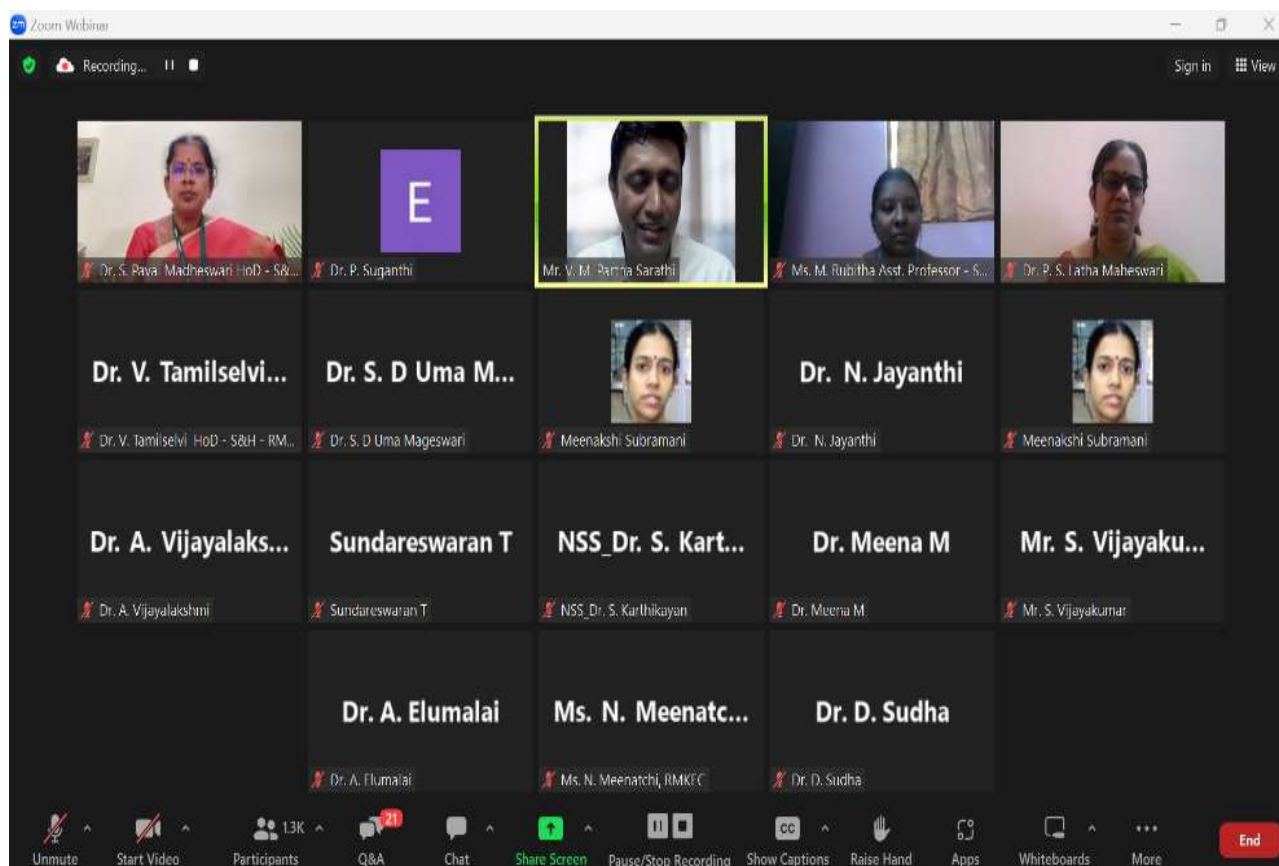 zm Zoom Webinar
Recording...
Sign in
View
Dr. S. Pavai Madheswari HoD - S&...
E
Dr. P. Suganthi
Mr. V. M. Partha Sarathi
Ms. M. Rubitha Asst. Professor - S...
Dr. P. S. Latha Maheswari
Dr. V. Tamilselvi...
Dr. V. Tamilselvi HoD - S&H - RM...
Dr. S. D Uma M...
Dr. S. D Uma Mageswari
Meenakshi Subramani
Dr. N. Jayanthi
Dr. N. Jayanthi
Meenakshi Subramani
Dr. A. Vijayalaks...
Dr. A. Vijayalakshmi
Sundareswaran T
Sundareswaran T
NSS_Dr. S. Kart...
NSS_Dr. S. Karthikayan
Dr. Meena M
Dr. Meena M
Mr. S. Vijayaku...
Mr. S. Vijayakumar
Dr. A. Elumalai
Dr. A. Elumalai
Ms. N. Meenatc...
Ms. N. Meenatchi, RMKEC
Dr. D. Sudha
Dr. D. Sudha
Unmute
Start Video
1.3K
Participants
21
Q&A
Chat
Share Screen
Pause/Stop Recording
CC
Show Captions
Raise Hand
Apps
Whiteboards
More
End